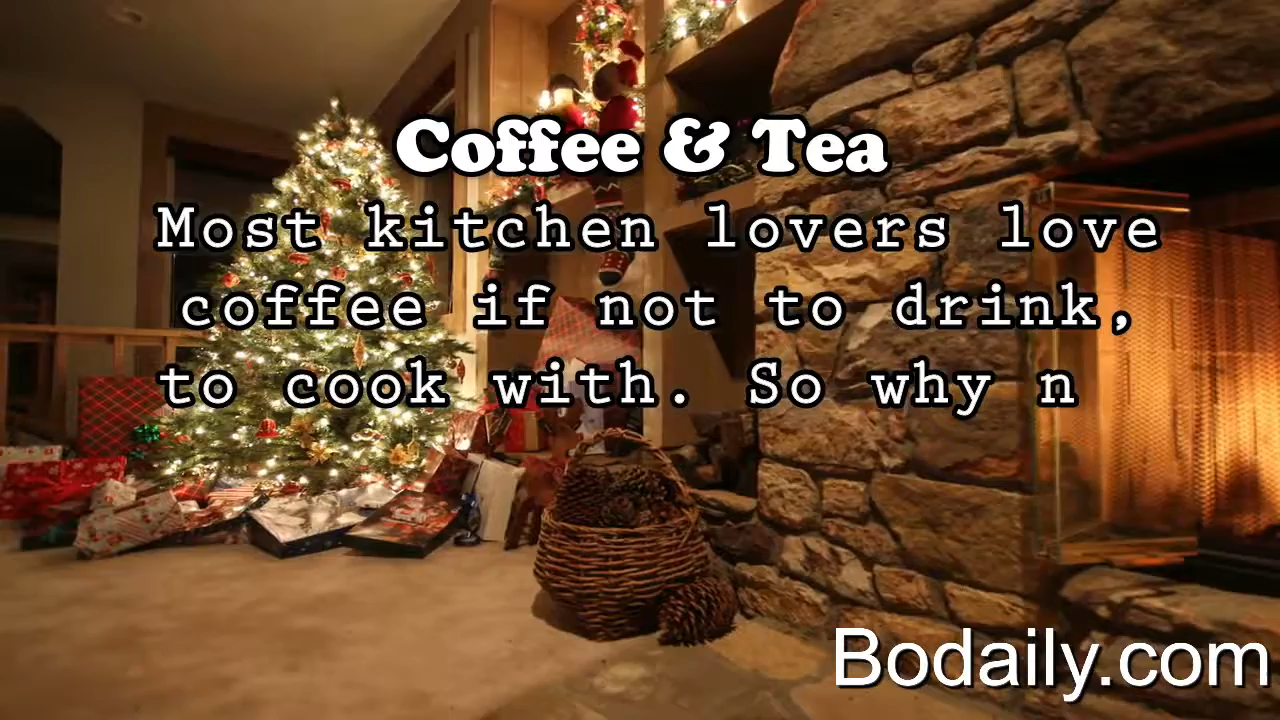 Coffee & Tea
Most kitchen lovers love
coffee if not to drink,
to cook with. So why n
Bodaily.com